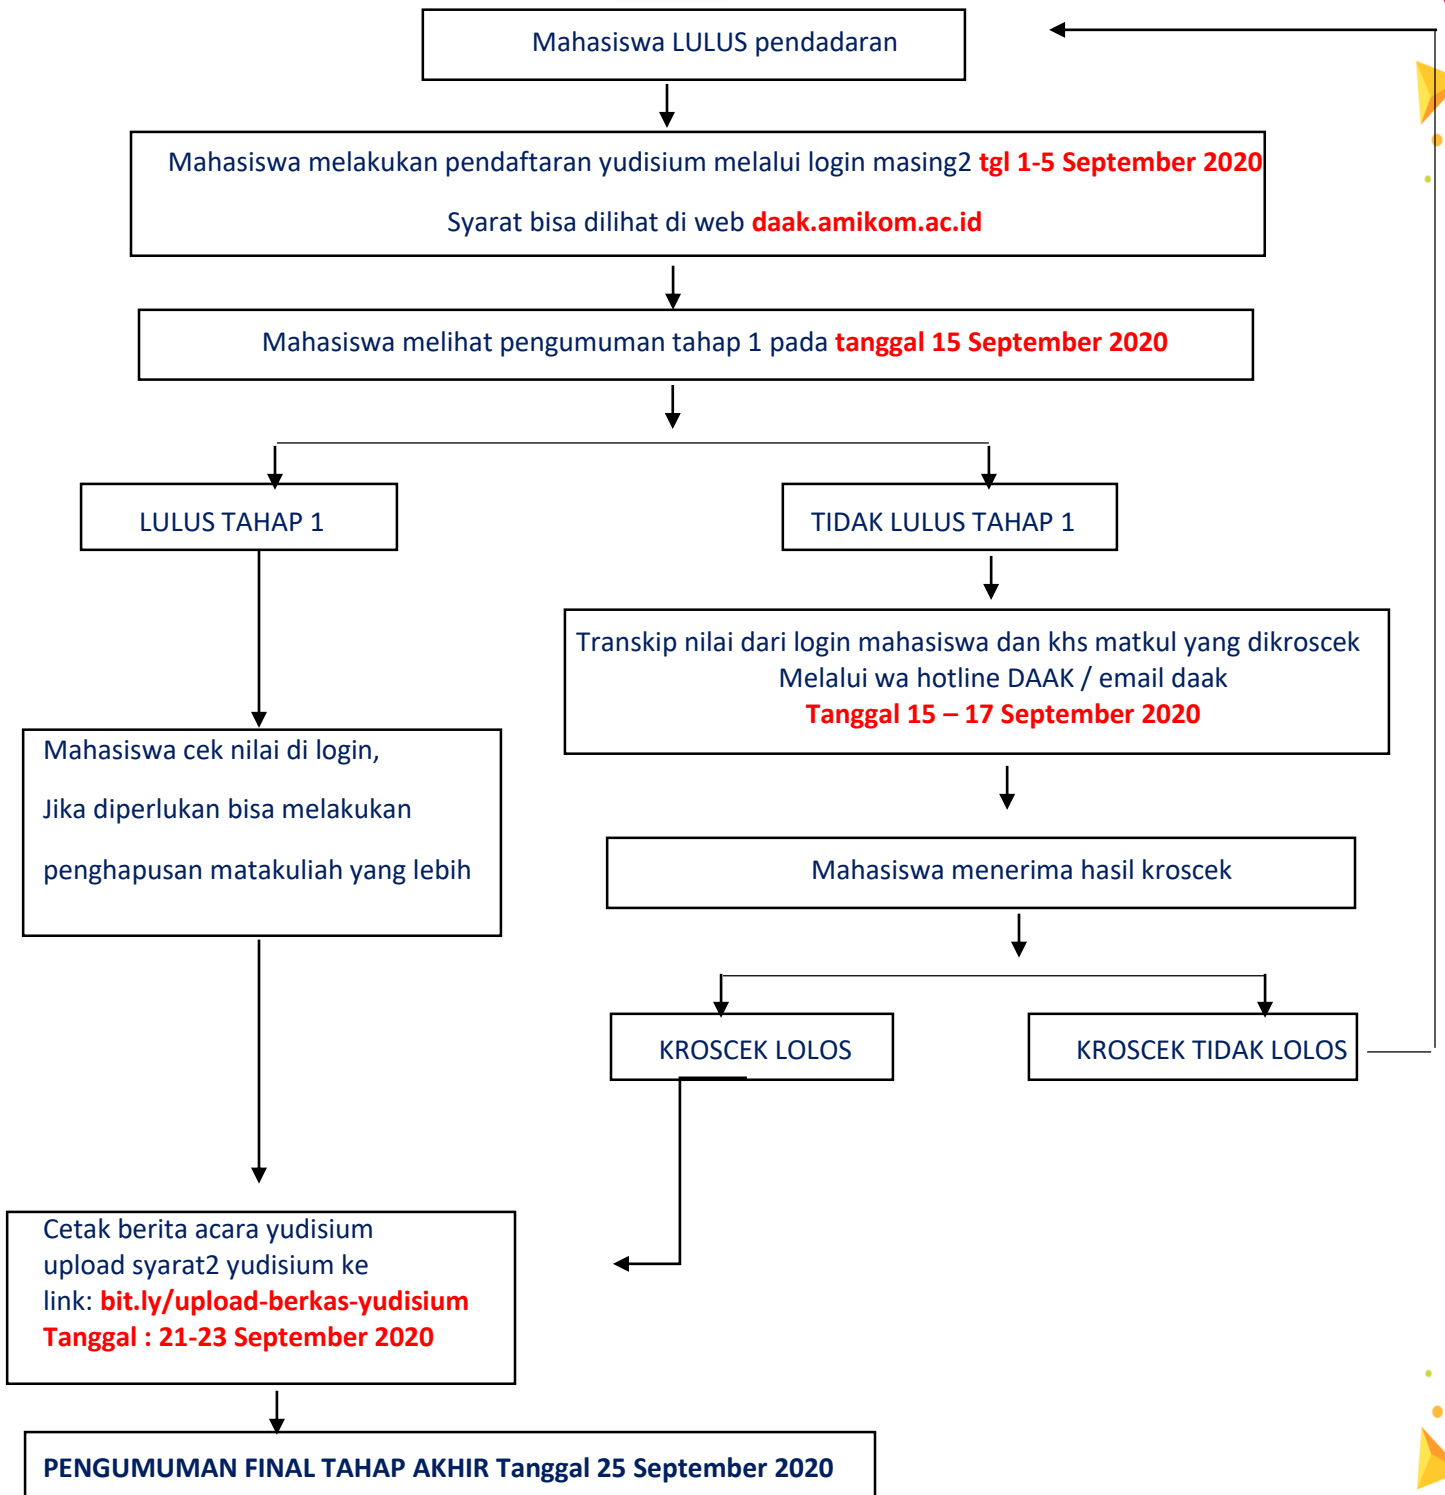 Mahasiswa LULUS pendadaran
Mahasiswa melakukan pendaftaran yudisium melalui login masing2 tgl 1-5 September 2020
Syarat bisa dilihat di web daak.amikom.ac.id
Mahasiswa melihat pengumuman tahap 1 pada tanggal 15 September 2020
LULUS TAHAP 1
TIDAK LULUS TAHAP 1
Transkip nilai dari login mahasiswa dan khs matkul yang dikroscek
Melalui wa hotline DAAK / email daak
Tanggal 15 – 17 September 2020
Mahasiswa cek nilai di login,
Jika diperlukan bisa melakukan
penghapusan matakuliah yang lebih
Mahasiswa menerima hasil kroscek
KROSCEK LOLOS
KROSCEK TIDAK LOLOS
Cetak berita acara yudisium
upload syarat2 yudisium ke
link: bit.ly/upload-berkas-yudisium
Tanggal : 21-23 September 2020
PENGUMUMAN FINAL TAHAP AKHIR Tanggal 25 September 2020